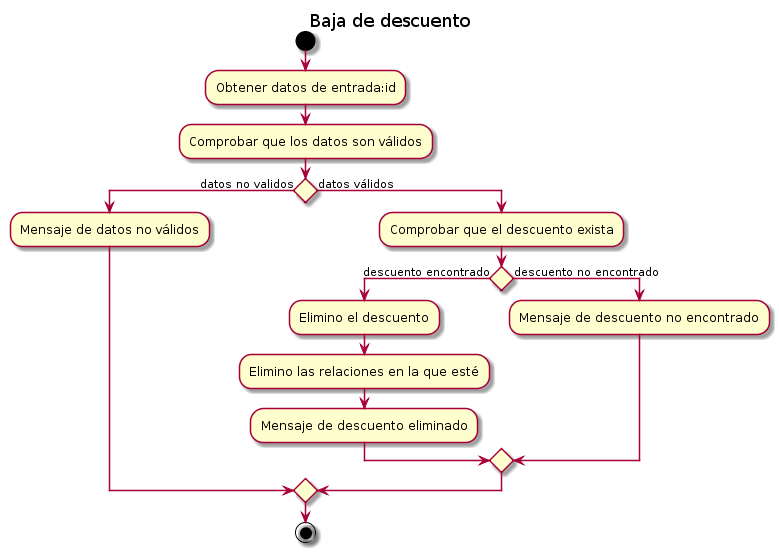 Baja de descuento
Obtener datos de entrada:id
Comprobar que los datos son válidos
datos no validos
datos válidos
Mensaje de datos no válidos
Comprobar que el descuento exista
descuento encontrado
descuento no encontrado
Elimino el descuento
Mensaje de descuento no encontrado
Elimino las relaciones en la que esté
Mensaje de descuento eliminado